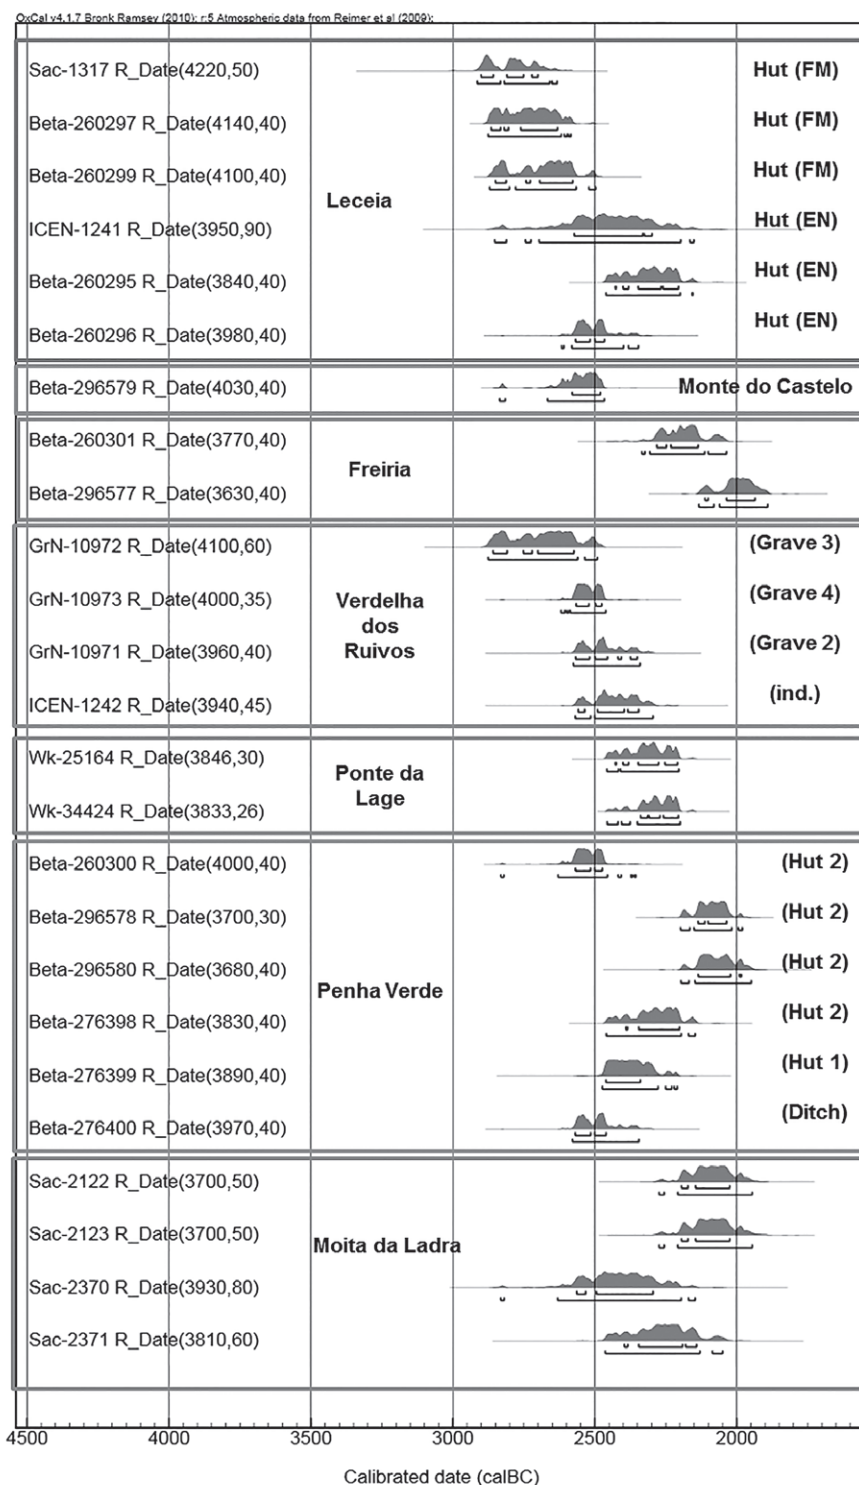 OxCal v4.1.7 Bronk Ramsey (2010); r:5 Atmospheric data from Reimer et al (2009);
Sac-1317 R_Date(4220,50) Hut (FM)
Beta-260297 R_Date(4140,40) Hut (FM)
Beta-260299 R_Date(4100,40) Hut (FM)
Leceia
ICEN-1241 R_Date(3950,90) Hut (EN)
Beta-260295 R_Date(3840,40) Hut (EN)
Beta-260296 R_Date(3980,40) Hut (EN)
Beta-296579 R_Date(4030,40) Monte do Castelo
Beta-260301 R_Date(3770,40)
Freiria
Beta-296577 R_Date(3630,40)
GrN-10972 R_Date(4100,60) (Grave 3)
GrN-10973 R_Date(4000,35) (Grave 4)
Verdelha
dos
Ruivos
GrN-10971 R_Date(3960,40) (Grave 2)
ICEN-1242 R_Date(3940,45) (ind.)
Wk-25164 R_Date(3846,30)
Ponte da
Lage
Wk-34424 R_Date(3833,26)
Beta-260300 R_Date(4000,40) (Hut 2)
Beta-296578 R_Date(3700,30) (Hut 2)
Beta-296580 R_Date(3680,40) (Hut 2)
Penha Verde
Beta-276398 R_Date(3830,40) (Hut 2)
Beta-276399 R_Date(3890,40) (Hut 1)
Beta-276400 R_Date(3970,40) (Ditch)
Sac-2122 R_Date(3700,50)
Sac-2123 R_Date(3700,50)
Moita da Ladra
Sac-2370 R_Date(3930,80)
Sac-2371 R_Date(3810,60)
4500 4000 3500 3000 2500 2000
Calibrated date (calBC)